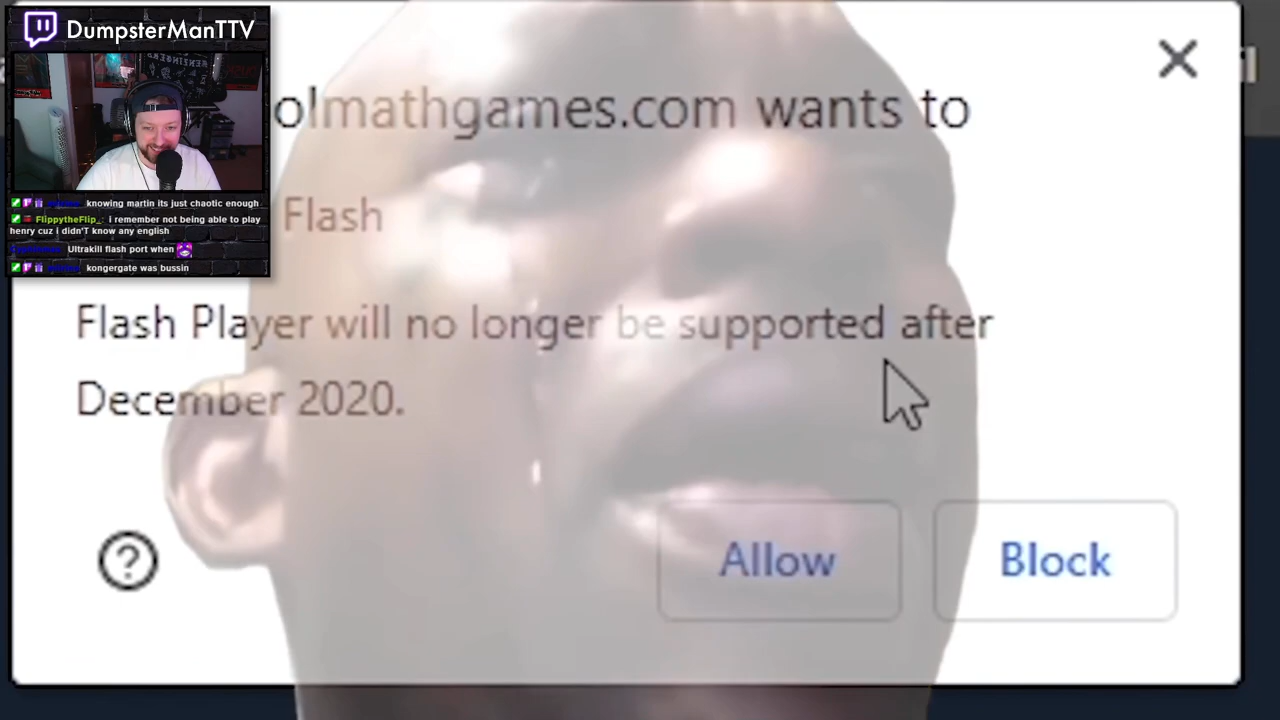 DumpsterManTTV
knowing martin its just chaotic enough
FlippytheFlip_: i remember not being able to play
henry cuz i didn'T know any english
Ultrakill flash port when
kongergate was bussin
olmathgames.com wants to
Flash
Flash Player will no longer be supported after
December 2020.
?
Allow
Block